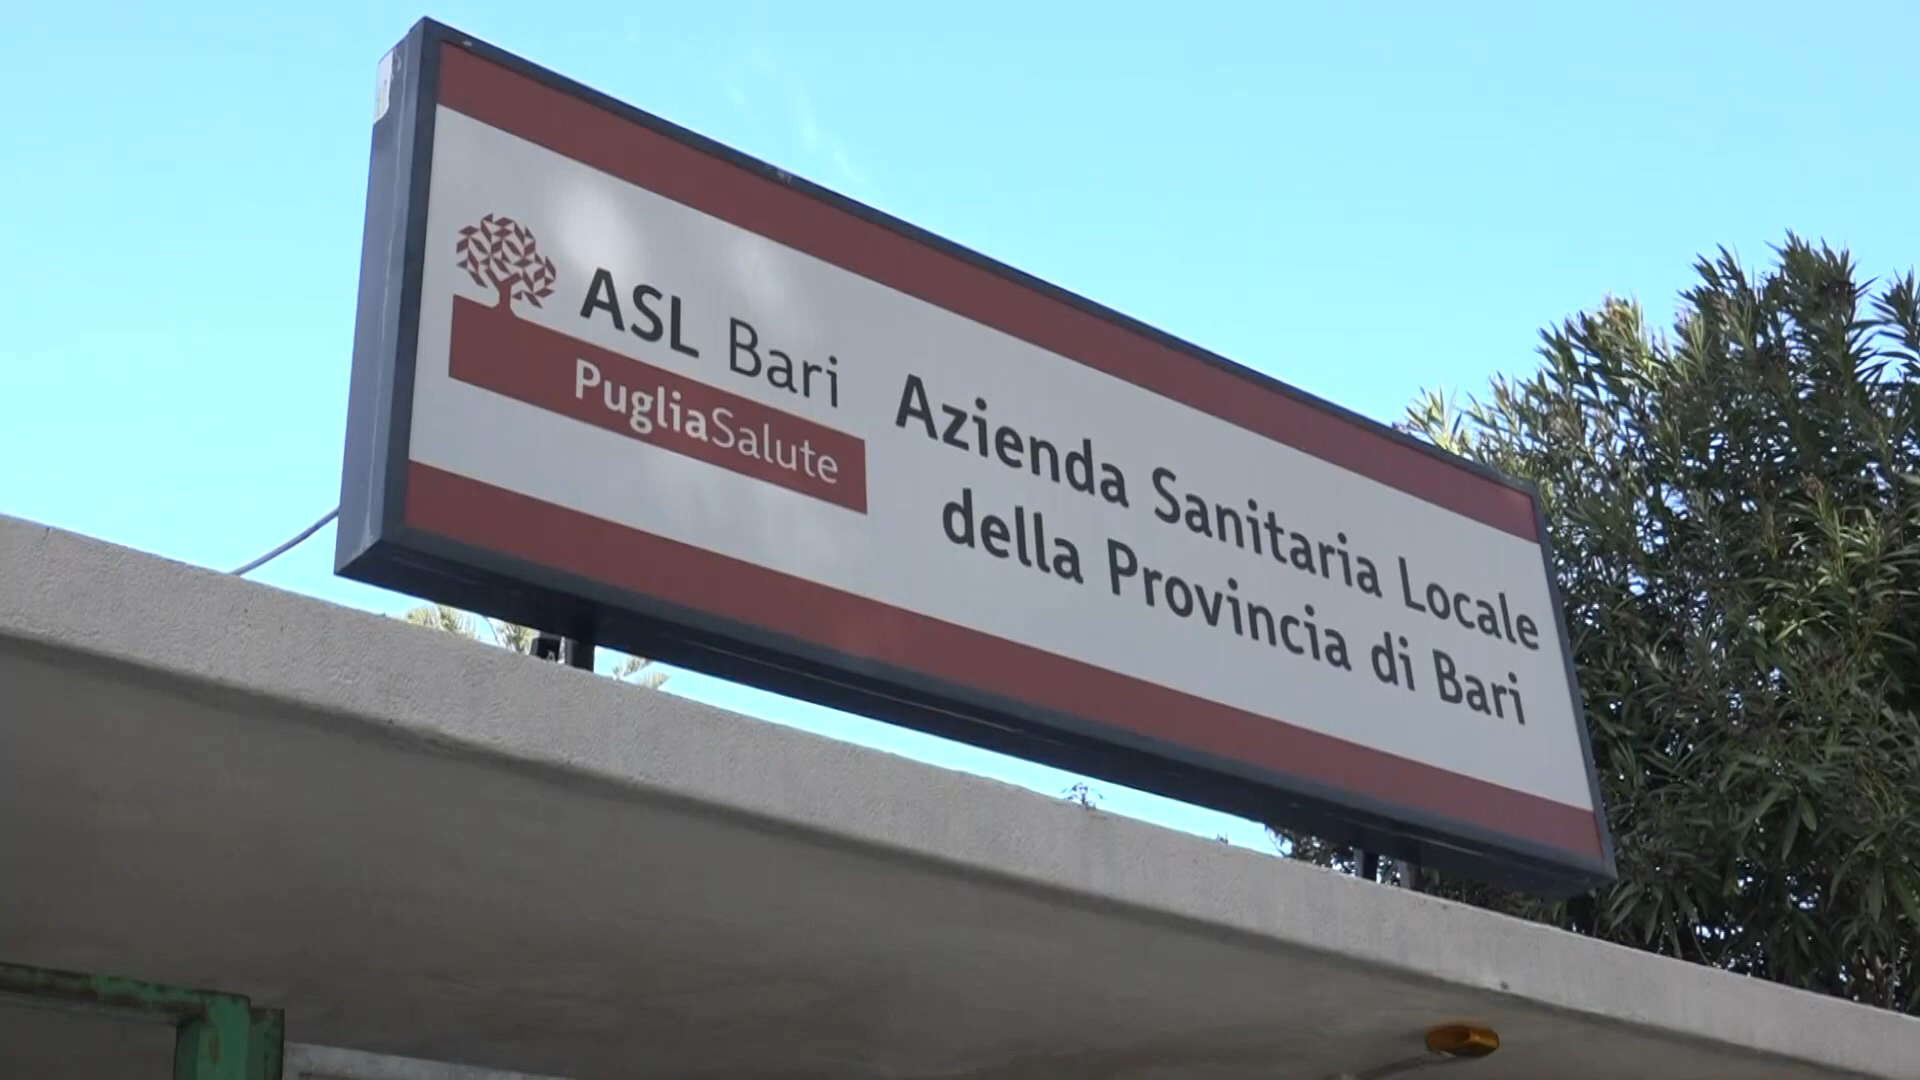 ASL Bari
PugliaSalute
Azienda Sanitaria Locale
della Provincia di Bari